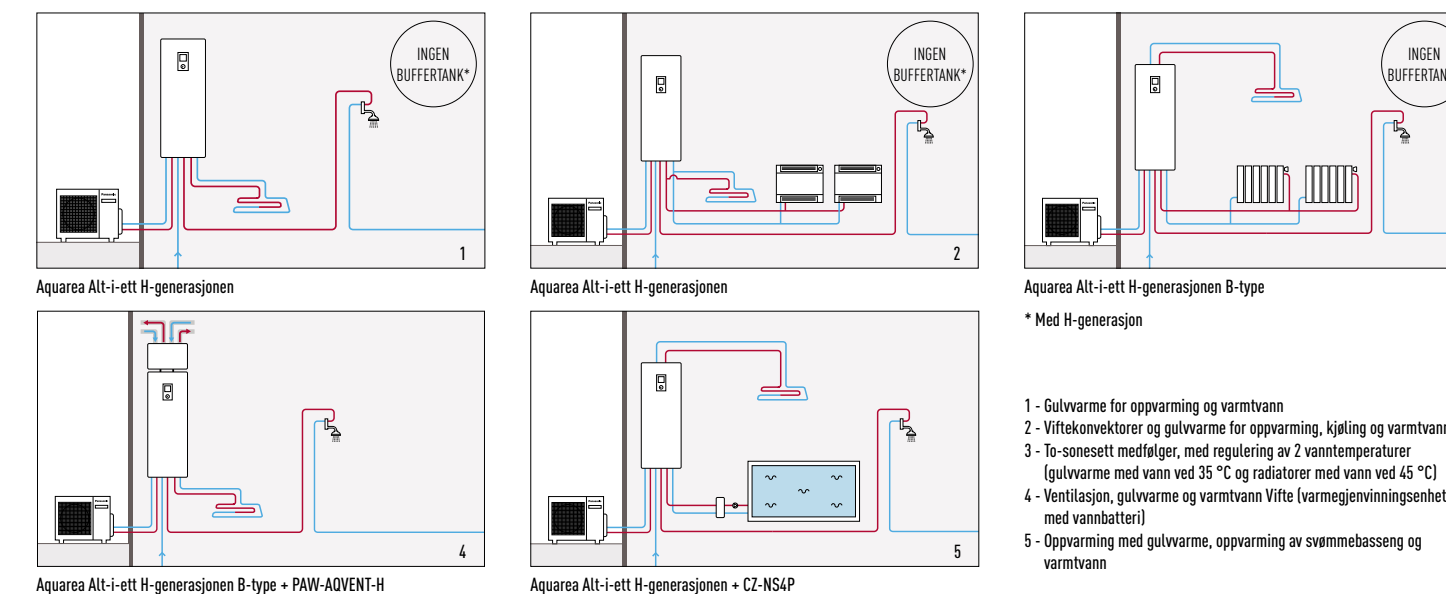 INGEN
BUFFERTANK*
1
Aquarea Alt-i-ett H-generasjonen
INGEN
BUFFERTANK*
2
Aquarea Alt-i-ett H-generasjonen
INGEN
Aquarea Alt-i-ett H-generasjonen B-type
* Med H-generasjon
4
Aquarea Alt-i-ett H-generasjonen B-type + PAW-AQVENT-H
5
Aquarea Alt-i-ett H-generasjonen + CZ-NS4P
1 - Gulvvarme for oppvarming og varmtvann
2 - Viftekonvektorer og gulvvarme for oppvarming, kjøling og varmtvann
3 - To-sonesett medfølger, med regulering av 2 vanntemperaturer
(gulvvarme med vann ved 35 °C og radiatorer med vann ved 45 °C)
4 - Ventilasjon, gulvvarme og varmtvann Vifte (varmegjenvinningsenhet
med vannbatteri)
5 - Oppvarming med gulvvarme, oppvarming av svømmebasseng og
varmtvann